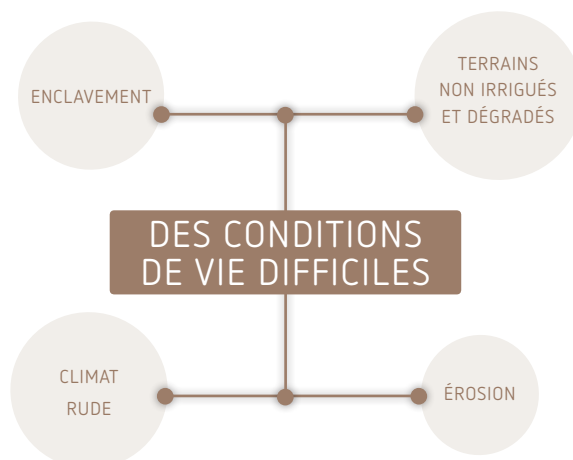 ENCLAVEMENT
TERRAINS
NON IRRIGUÉS
ET DÉGRADÉS
DES CONDITIONS
DE VIE DIFFICILES
CLIMAT
RUDE
ÉROSION